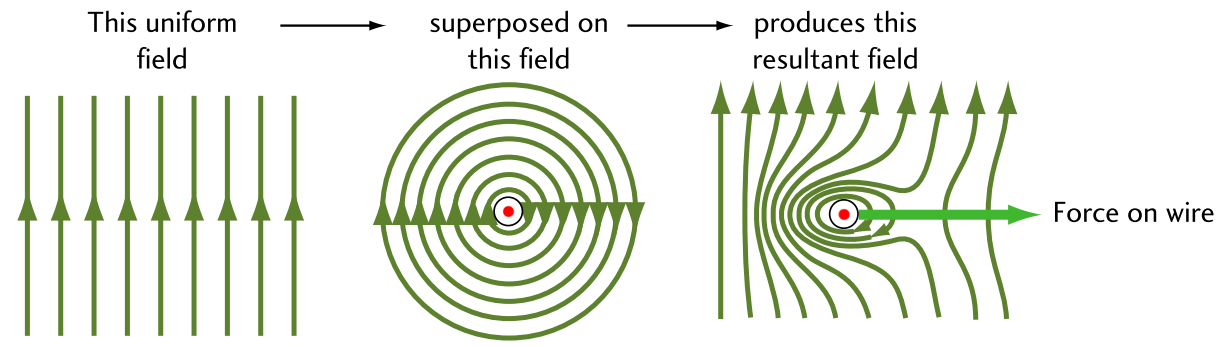 This uniform
field
superposed on
this field
produces this
resultant field
Force on wire